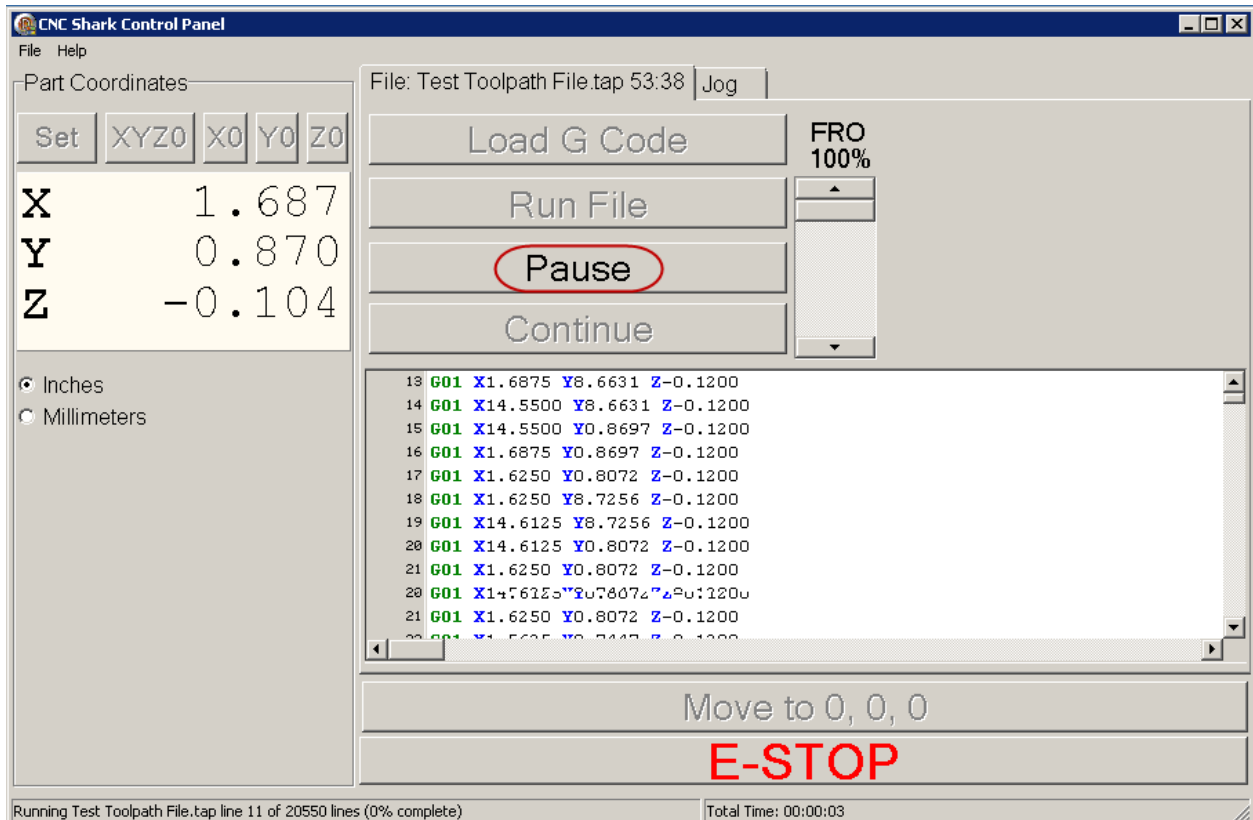 CNC Shark Control Panel
File Help
Part Coordinates
Set XYZ0 X0 Y0 Z0
X 1.687
Y 0.870
Z -0.104
Inches
Millimeters
File: Test Toolpath File.tap 53:38 Jog
Load G Code
FRO
100%
Run File
Pause
Continue
13 G01 X1.6875 Y8.6631 Z-0.1200
14 G01 X14.5500 Y8.6631 Z-0.1200
15 G01 X14.5500 Y0.8697 Z-0.1200
16 G01 X1.6875 Y0.8697 Z-0.1200
17 G01 X1.6250 Y0.8072 Z-0.1200
18 G01 X1.6250 Y8.7256 Z-0.1200
19 G01 X14.6125 Y8.7256 Z-0.1200
20 G01 X14.6125 Y0.8072 Z-0.1200
21 G01 X1.6250 Y0.8072 Z-0.1200
20 G01
21 G01 X1.6250 Y0.8072 Z-0.1200
Move to 0, 0, 0
E-STOP
Running Test Toolpath File.tap line 11 of 20550 lines (0% complete) Total Time: 00:00:03